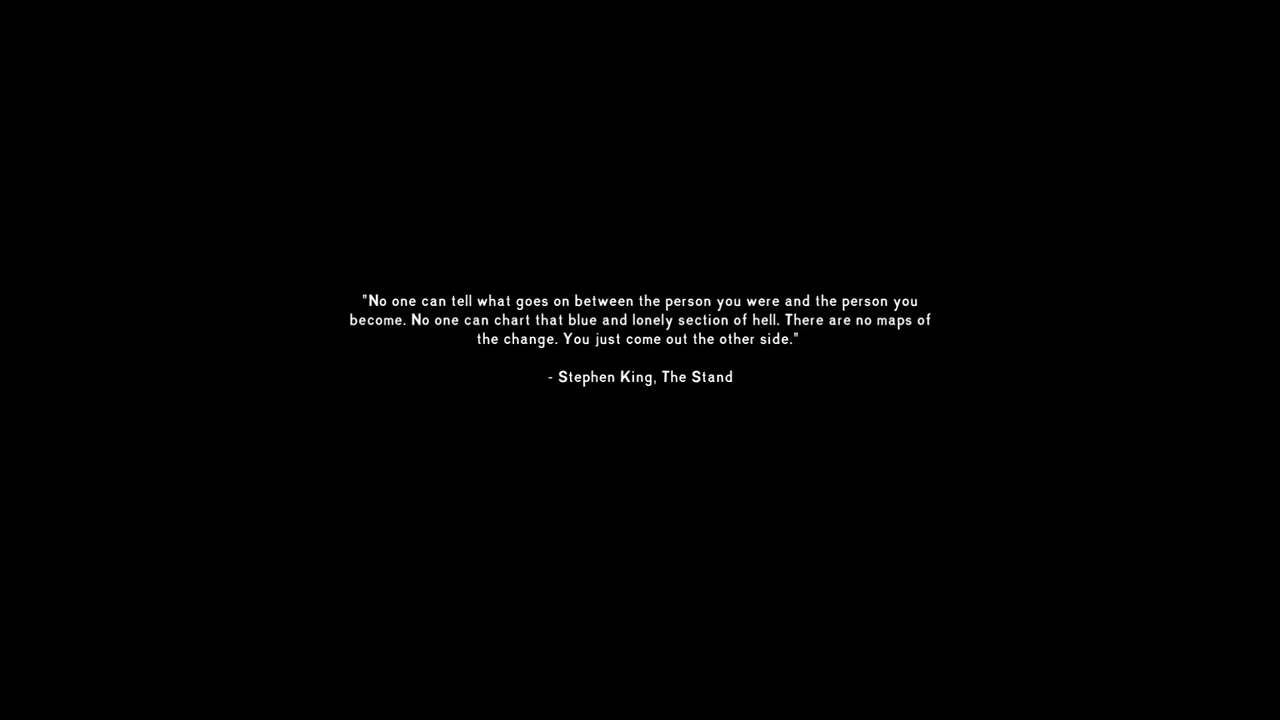 "No one can tell what goes on between the person you were and the person you
become. No one can chart that blue and lonely section of hell. There are no maps of
the change. You just come out the other side."
- Stephen King, The Stand